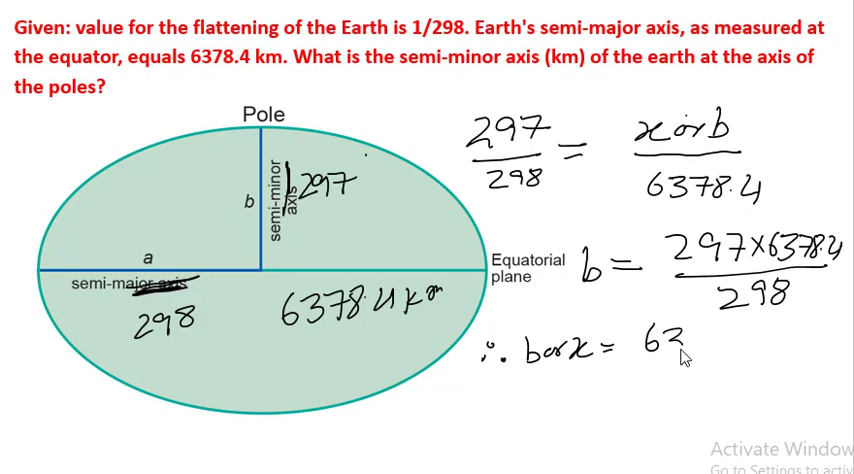 Given: value for the flattening of the Earth is 1/298. Earth's semi-major axis, as measured at
the equator, equals 6378.4 km. What is the semi-minor axis (km) of the earth at the axis of
the poles?
Pole
b
semi-minor
axis
297
a
semi-major axis
298
6378.4 km
Equatorial
plane
297/298 = x or b/6378.4
b = 297×6378.4/298
∴ b or x = 63
Activate Window
Go to Settings to activ